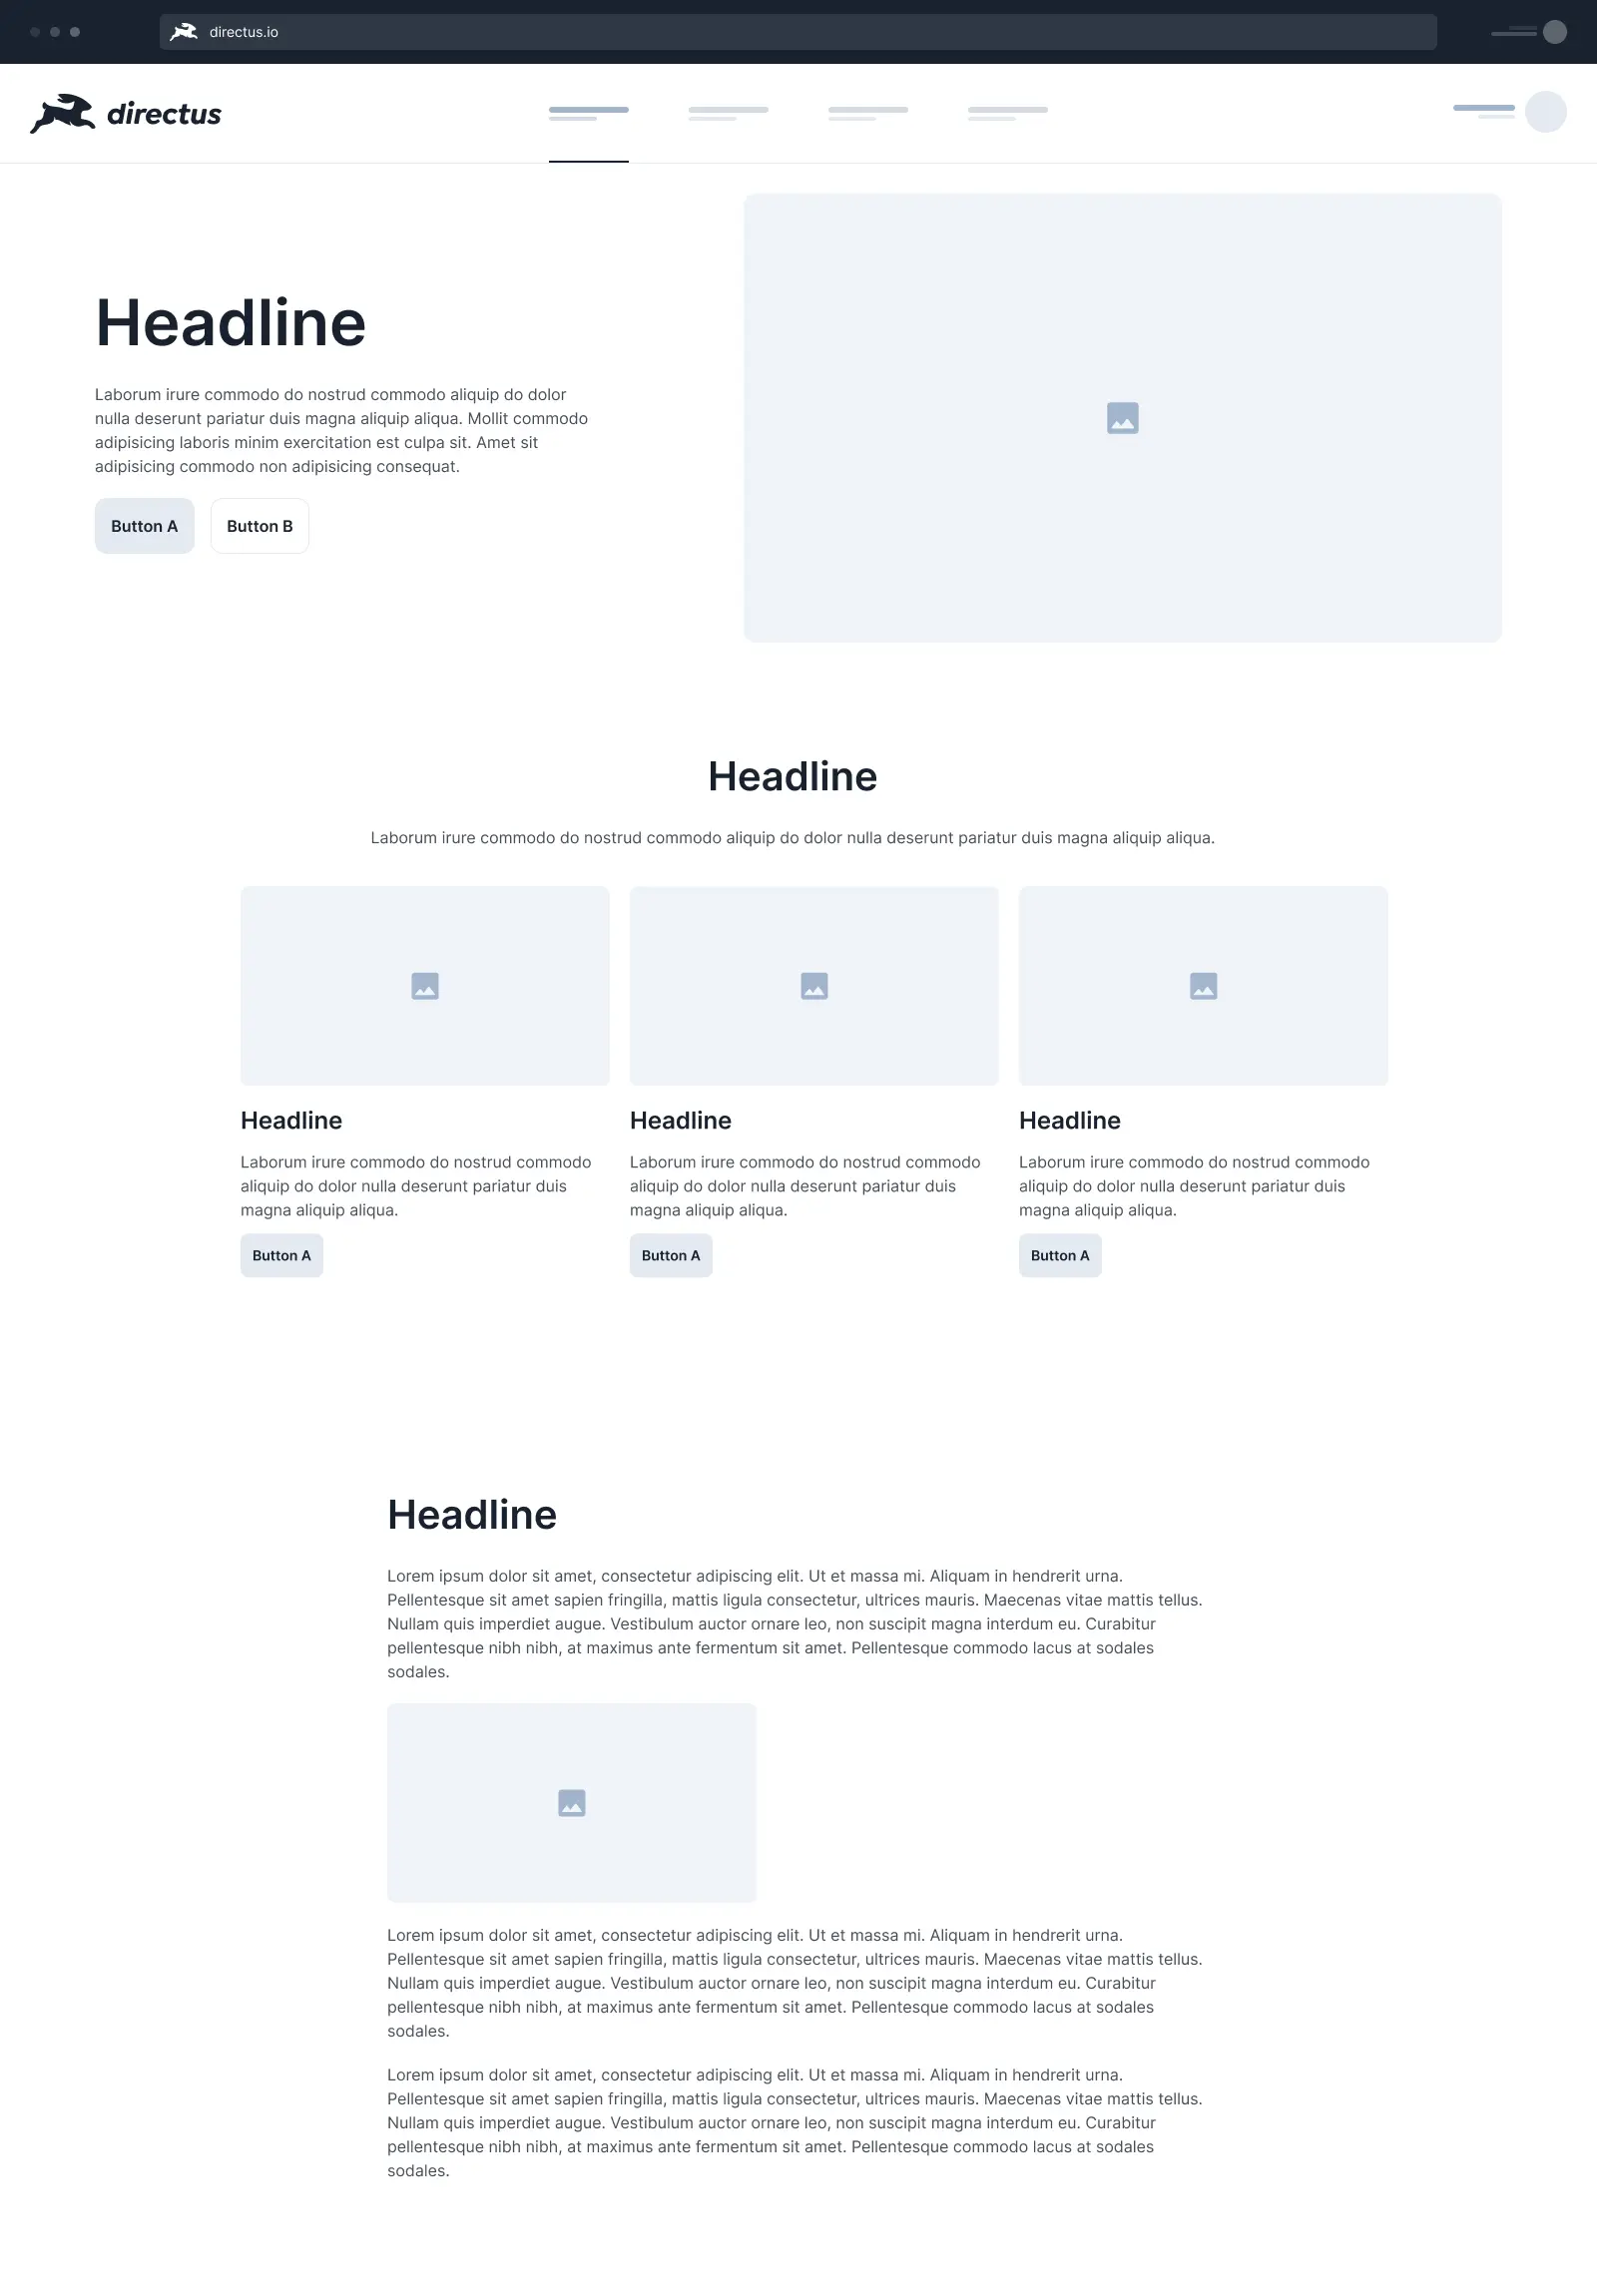 directus.io
directus
Headline
Laborum irure commodo do nostrud commodo aliquip do dolor
nulla deserunt pariatur duis magna aliquip aliqua. Mollit commodo
adipisicing laboris minim exercitation est culpa sit. Amet sit
adipisicing commodo non adipisicing consequat.
Button A
Button B
Headline
Laborum irure commodo do nostrud commodo aliquip do dolor nulla deserunt pariatur duis magna aliquip aliqua.
Headline
Laborum irure commodo do nostrud commodo
aliquip do dolor nulla deserunt pariatur duis
magna aliquip aliqua.
Button A
Headline
Laborum irure commodo do nostrud commodo
aliquip do dolor nulla deserunt pariatur duis
magna aliquip aliqua.
Button A
Headline
Laborum irure commodo do nostrud commodo
aliquip do dolor nulla deserunt pariatur duis
magna aliquip aliqua.
Button A
Headline
Lorem ipsum dolor sit amet, consectetur adipiscing elit. Ut et massa mi. Aliquam in hendrerit urna.
Pellentesque sit amet sapien fringilla, mattis ligula consectetur, ultrices mauris. Maecenas vitae mattis tellus.
Nullam quis imperdiet augue. Vestibulum auctor ornare leo, non suscipit magna interdum eu. Curabitur
pellentesque nibh nibh, at maximus ante fermentum sit amet. Pellentesque commodo lacus at sodales
sodales.
Lorem ipsum dolor sit amet, consectetur adipiscing elit. Ut et massa mi. Aliquam in hendrerit urna.
Pellentesque sit amet sapien fringilla, mattis ligula consectetur, ultrices mauris. Maecenas vitae mattis tellus.
Nullam quis imperdiet augue. Vestibulum auctor ornare leo, non suscipit magna interdum eu. Curabitur
pellentesque nibh nibh, at maximus ante fermentum sit amet. Pellentesque commodo lacus at sodales
sodales.
Lorem ipsum dolor sit amet, consectetur adipiscing elit. Ut et massa mi. Aliquam in hendrerit urna.
Pellentesque sit amet sapien fringilla, mattis ligula consectetur, ultrices mauris. Maecenas vitae mattis tellus.
Nullam quis imperdiet augue. Vestibulum auctor ornare leo, non suscipit magna interdum eu. Curabitur
pellentesque nibh nibh, at maximus ante fermentum sit amet. Pellentesque commodo lacus at sodales
sodales.